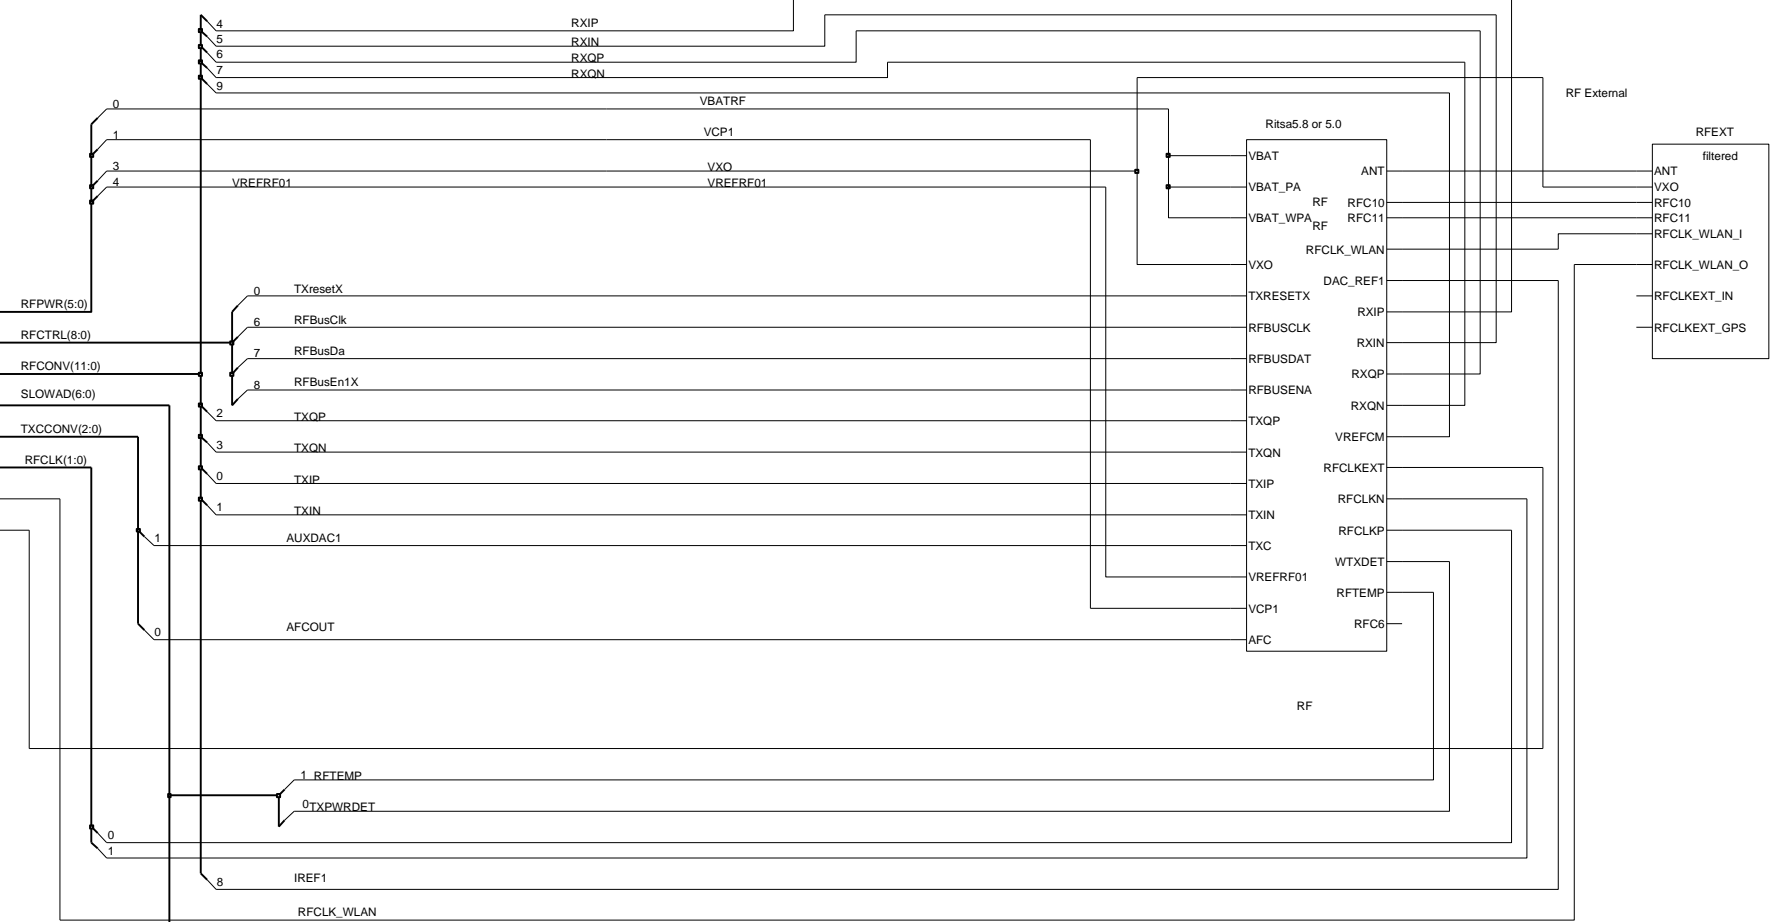 4 RXIP
5 RXIN
6 RXQP
7 RXQN
9
0 VBATRF
1 VCP1
3 VXO
4 VREFRF01 VREFRF01
RF External
Ritsa5.8 or 5.0
RFEXT
filtered
VBAT
VBAT_PA
VBAT_WPA
VXO
TXRESETX
RFBUSCLK
RFBUSDAT
RFBUSENA
TXQP
TXQN
TXIP
TXIN
TXC
VREFRF01
VCP1
AFC
RF
RF
ANT
RFC10
RFC11
RFCLK_WLAN
DAC_REF1
RXIP
RXIN
RXQP
RXQN
VREFCM
RFCLKEXT
RFCLKN
RFCLKP
WTXDET
RFTEMP
RFC6
ANT
VXO
RFC10
RFC11
RFCLK_WLAN_I
RFCLK_WLAN_O
RFCLKEXT_IN
RFCLKEXT_GPS
RFPWR(5:0)
RFCTRL(8:0)
RFCONV(11:0)
SLOWAD(6:0)
TXCCONV(2:0)
RFCLK(1:0)
0 TXresetX
6 RFBusClk
7 RFBusDa
8 RFBusEn1X
2 TXQP
3 TXQN
0 TXIP
1 TXIN
1 AUXDAC1
0 AFCOUT
RF
1 RFTEMP
0 TXPWRDET
0
1
8 IREF1
RFCLK_WLAN